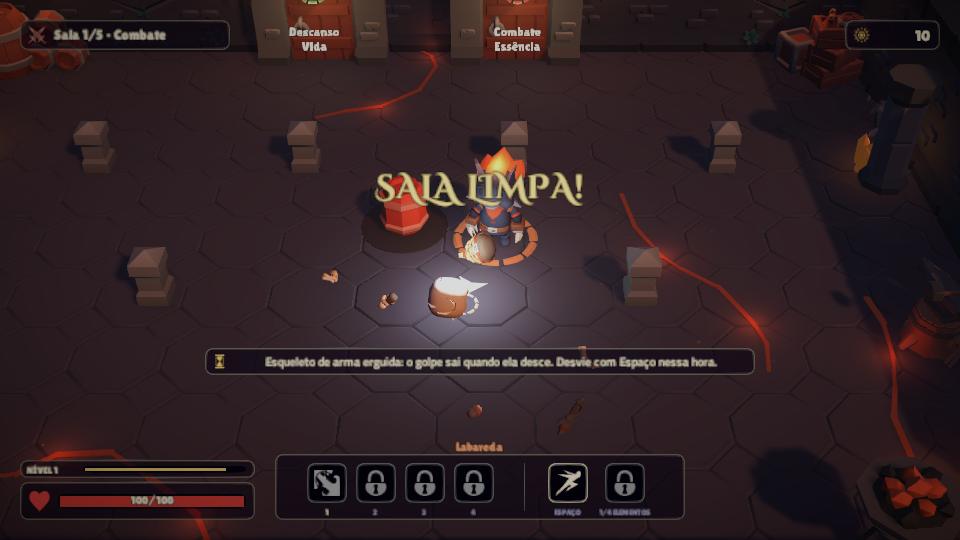 Sala 1/5 - Combate
Descanso
Vida
Combate
Essência
10
SALA LIMPA!
Esqueleto de arma erguida: o golpe sai quando ela desce. Desvie com Espaço nessa hora.
Labareda
NÍVEL 1
100/100
1
2
3
4
ESPAÇO
1/4 ELEMENTOS